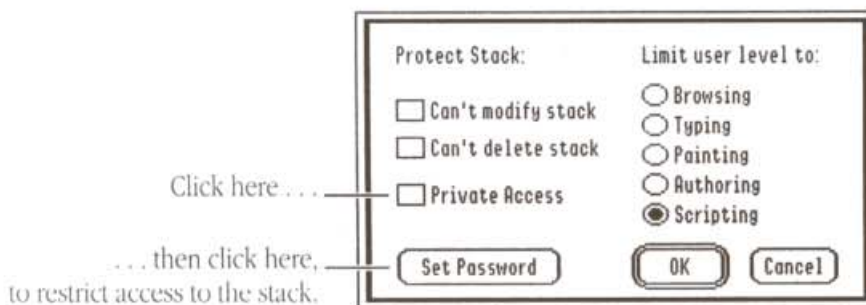 Protect Stack:
Can't modify stack
Can't delete stack
Private Access
Set Password
Limit user level to:
Browsing
Typing
Painting
Authoring
Scripting
OK
Cancel
Click here . . .
. . . then click here,
to restrict access to the stack.